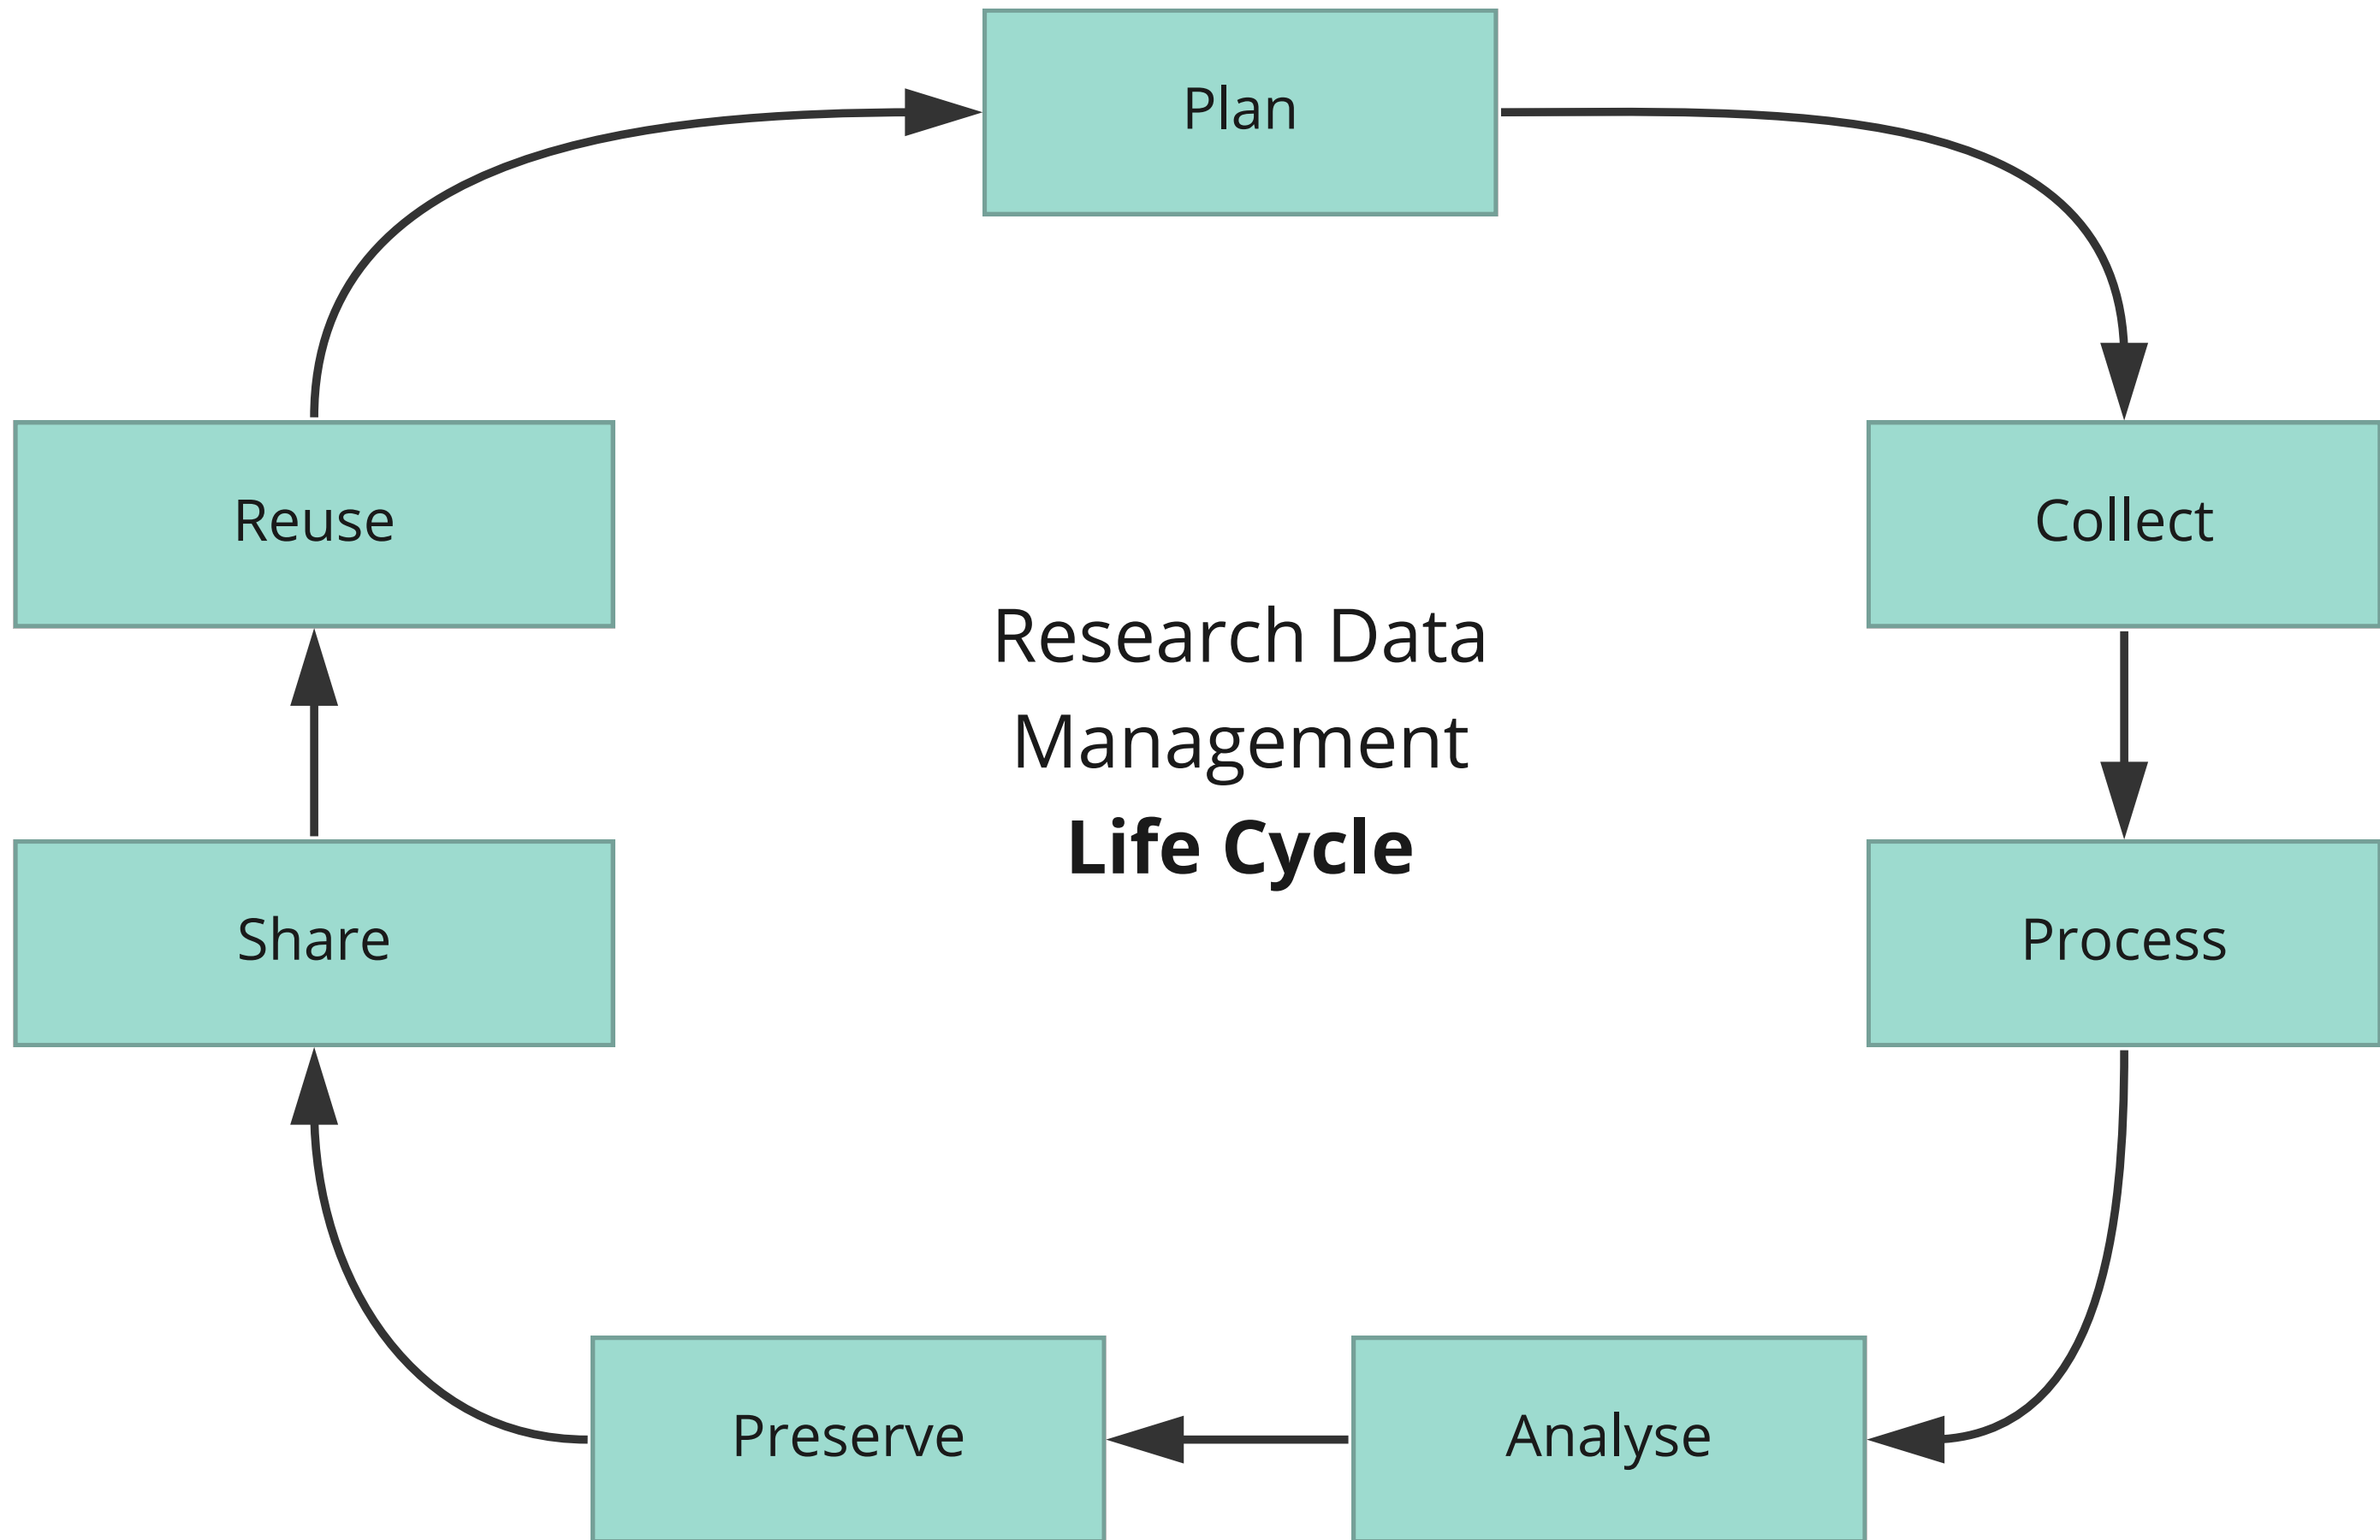 Plan
Reuse
Collect
Research Data
Management
Life Cycle
Share
Process
Preserve
Analyse